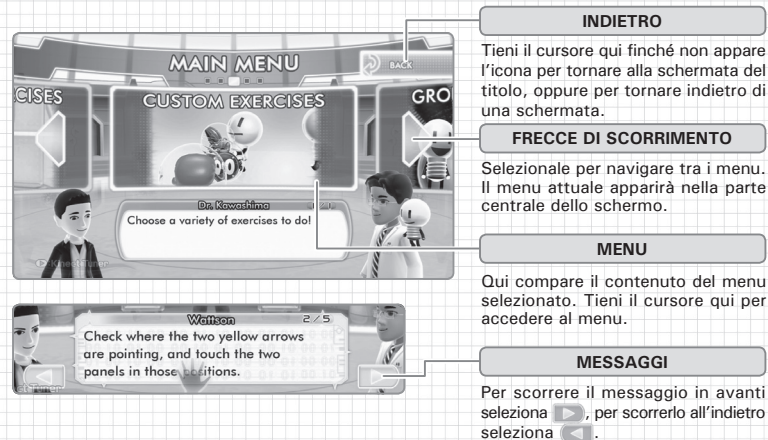 INDIETRO
Tieni il cursore qui finché non appare
l'icona per tornare alla schermata del
titolo, oppure per tornare indietro di
una schermata.
FRECCE DI SCORRIMENTO
Selezionale per navigare tra i menu.
Il menu attuale apparirà nella parte
centrale dello schermo.
MENU
Qui compare il contenuto del menu
selezionato. Tieni il cursore qui per
accedere al menu.
MESSAGGI
Per scorrere il messaggio in avanti
seleziona , per scorrerlo all'indietro
seleziona .
MAIN MENU
BACK
CISES
CUSTOM EXERCISES
GRO
Dr. Kawashima
Choose a variety of exercises to do!
Kinect Tuner
Wattson
2/5
Check where the two yellow arrows
are pointing, and touch the two
panels in those positions.
ct Tuner